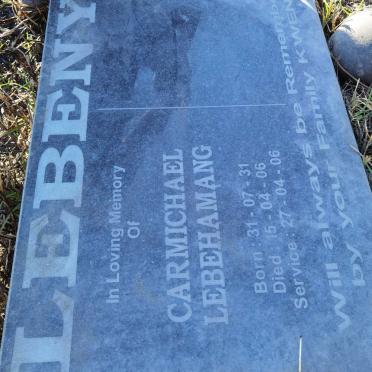 LEBENY
In Loving Memory
Of
CARMICHAEL
LEBEHAMANG
Born : 31 - 07 - 31
Died : 15 - 04 - 06
Service : 27 - 04 - 06
Will always be Remembe
by your Family KWEN